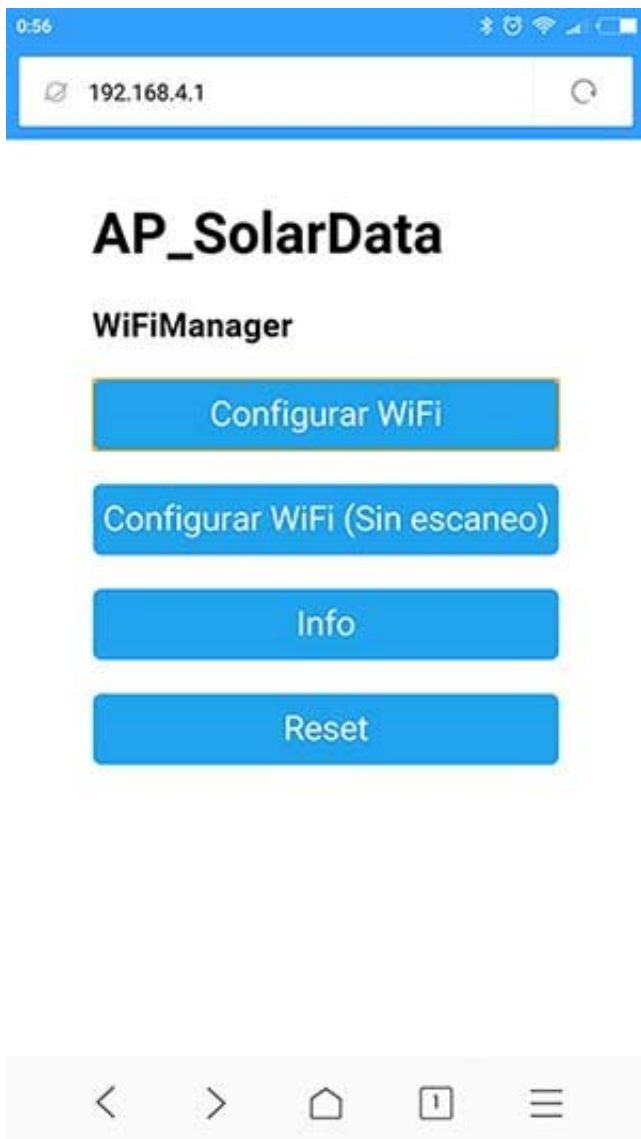 0:56
192.168.4.1
AP_SolarData
WiFiManager
Configurar WiFi
Configurar WiFi (Sin escaneo)
Info
Reset
1